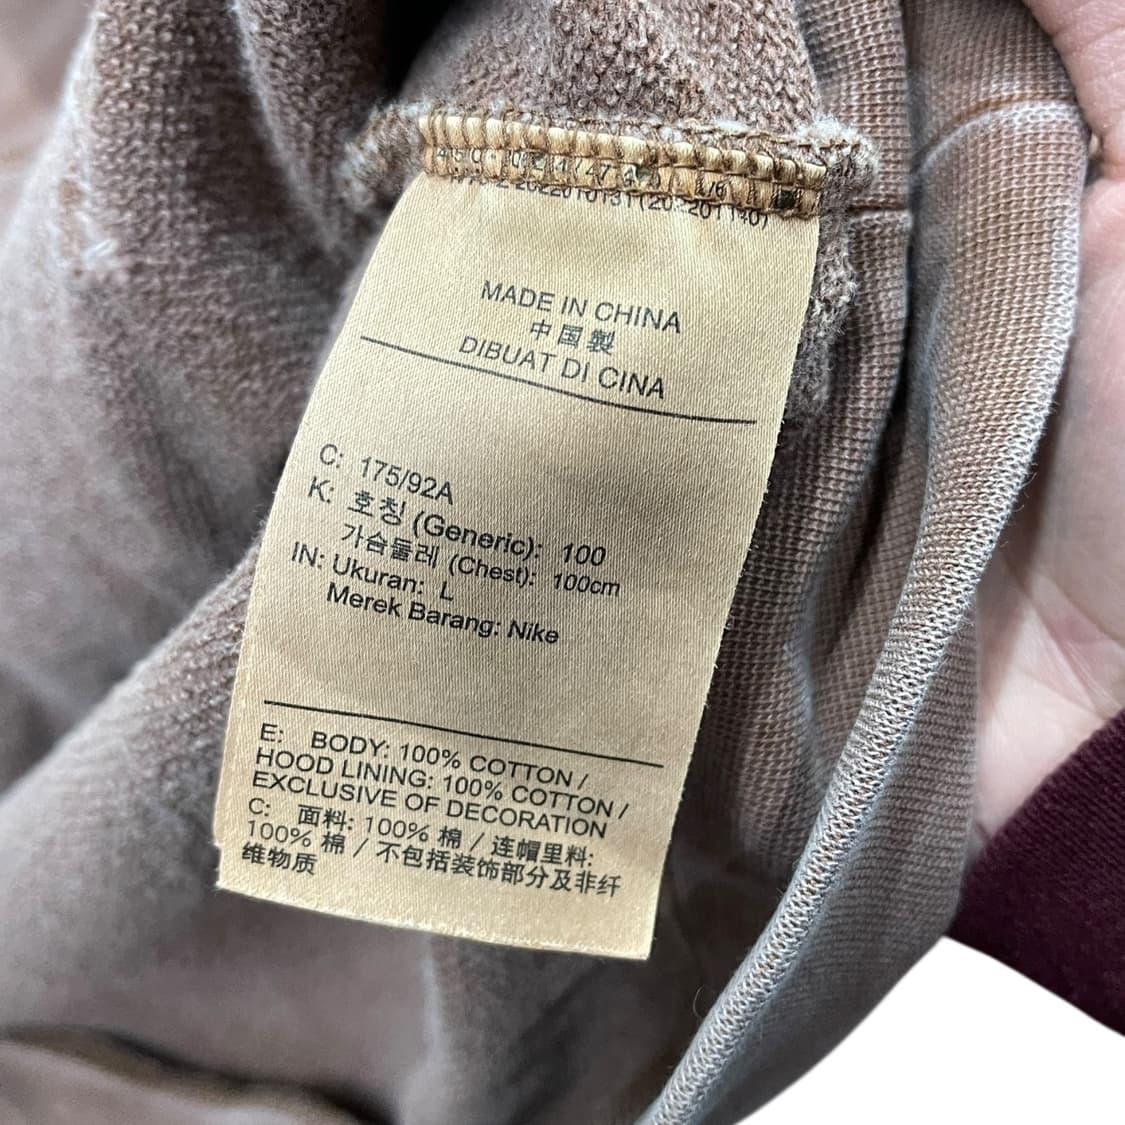 MADE IN CHINA
中国製
DIBUAT DI CINA
C: 175/92A
K: 호칭 (Generic): 100
가슴둘레 (Chest): 100cm
IN: Ukuran: L
Merek Barang: Nike
E: BODY: 100% COTTON /
HOOD LINING: 100% COTTON /
EXCLUSIVE OF DECORATION
C: 面料: 100% 棉 / 连帽里料:
100% 棉 / 不包括装饰部分及非纤
维物质